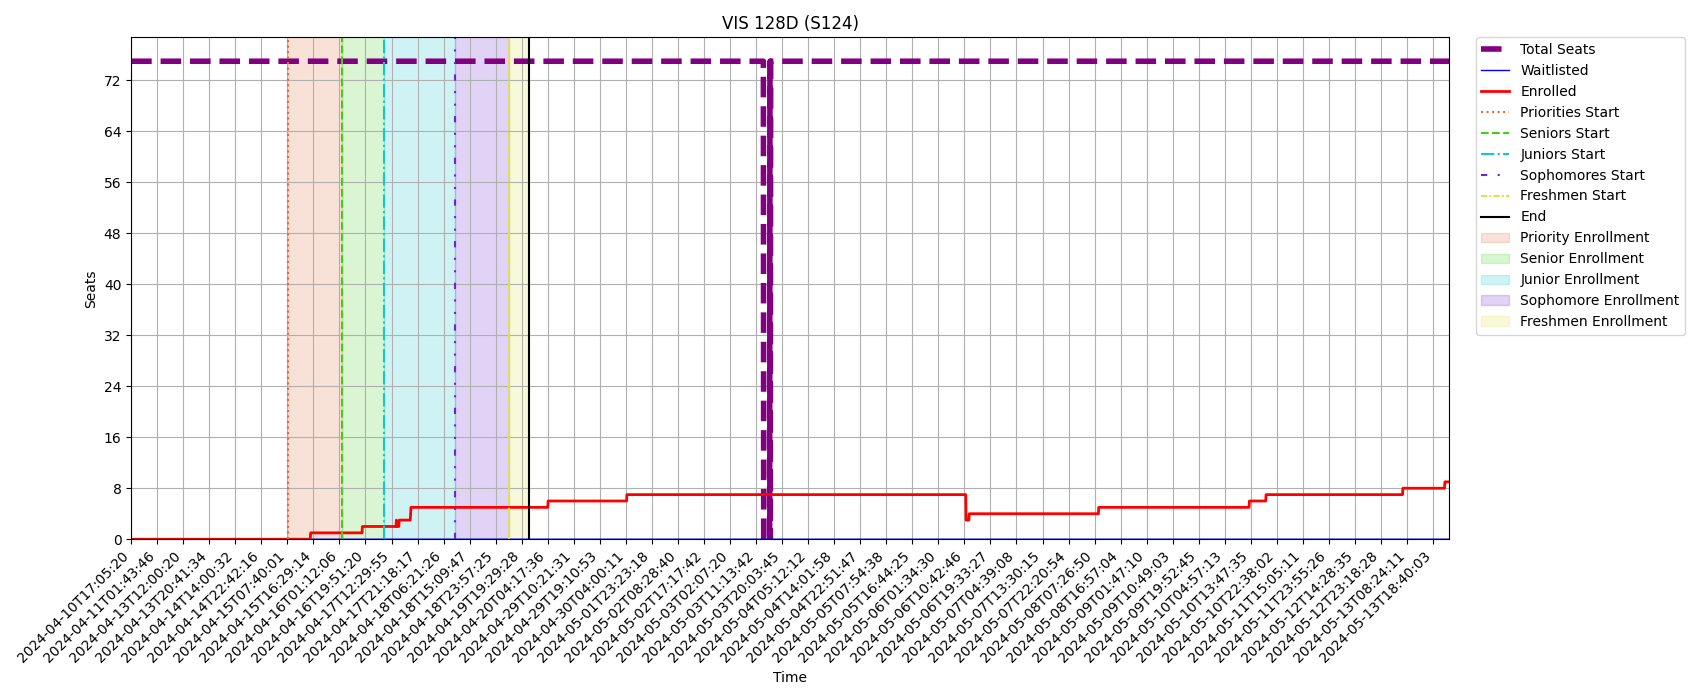 VIS 128D (S124)
Total Seats
Waitlisted
Enrolled
Priorities Start
Seniors Start
Juniors Start
Sophomores Start
Freshmen Start
End
Priority Enrollment
Senior Enrollment
Junior Enrollment
Sophomore Enrollment
Freshmen Enrollment
Seats
72
64
56
48
40
32
24
16
8
0
2024-04-10T17:05:20
2024-04-11T01:43:46
2024-04-13T12:00:20
2024-04-13T20:41:34
2024-04-14T14:00:32
2024-04-14T22:42:16
2024-04-15T07:40:01
2024-04-15T16:29:14
2024-04-16T01:12:06
2024-04-16T19:51:20
2024-04-17T12:29:55
2024-04-17T21:18:17
2024-04-18T06:21:26
2024-04-18T15:09:47
2024-04-18T23:57:25
2024-04-19T19:29:28
2024-04-20T04:17:36
2024-04-29T10:21:31
2024-04-29T19:10:53
2024-04-30T04:00:11
2024-05-01T23:23:18
2024-05-02T08:28:40
2024-05-02T17:17:42
2024-05-03T02:07:20
2024-05-03T11:13:42
2024-05-03T20:03:45
2024-05-04T05:12:12
2024-05-04T14:01:58
2024-05-04T22:51:47
2024-05-05T07:54:38
2024-05-05T16:44:25
2024-05-06T01:34:30
2024-05-06T10:42:46
2024-05-06T19:33:27
2024-05-07T04:39:08
2024-05-07T13:30:15
2024-05-07T22:20:54
2024-05-08T07:26:50
2024-05-08T16:57:04
2024-05-09T01:47:10
2024-05-09T10:49:03
2024-05-09T19:52:45
2024-05-10T04:57:13
2024-05-10T13:47:35
2024-05-10T22:38:02
2024-05-11T15:05:11
2024-05-11T23:55:26
2024-05-12T14:28:35
2024-05-12T23:18:28
2024-05-13T08:24:11
2024-05-13T18:40:03
Time